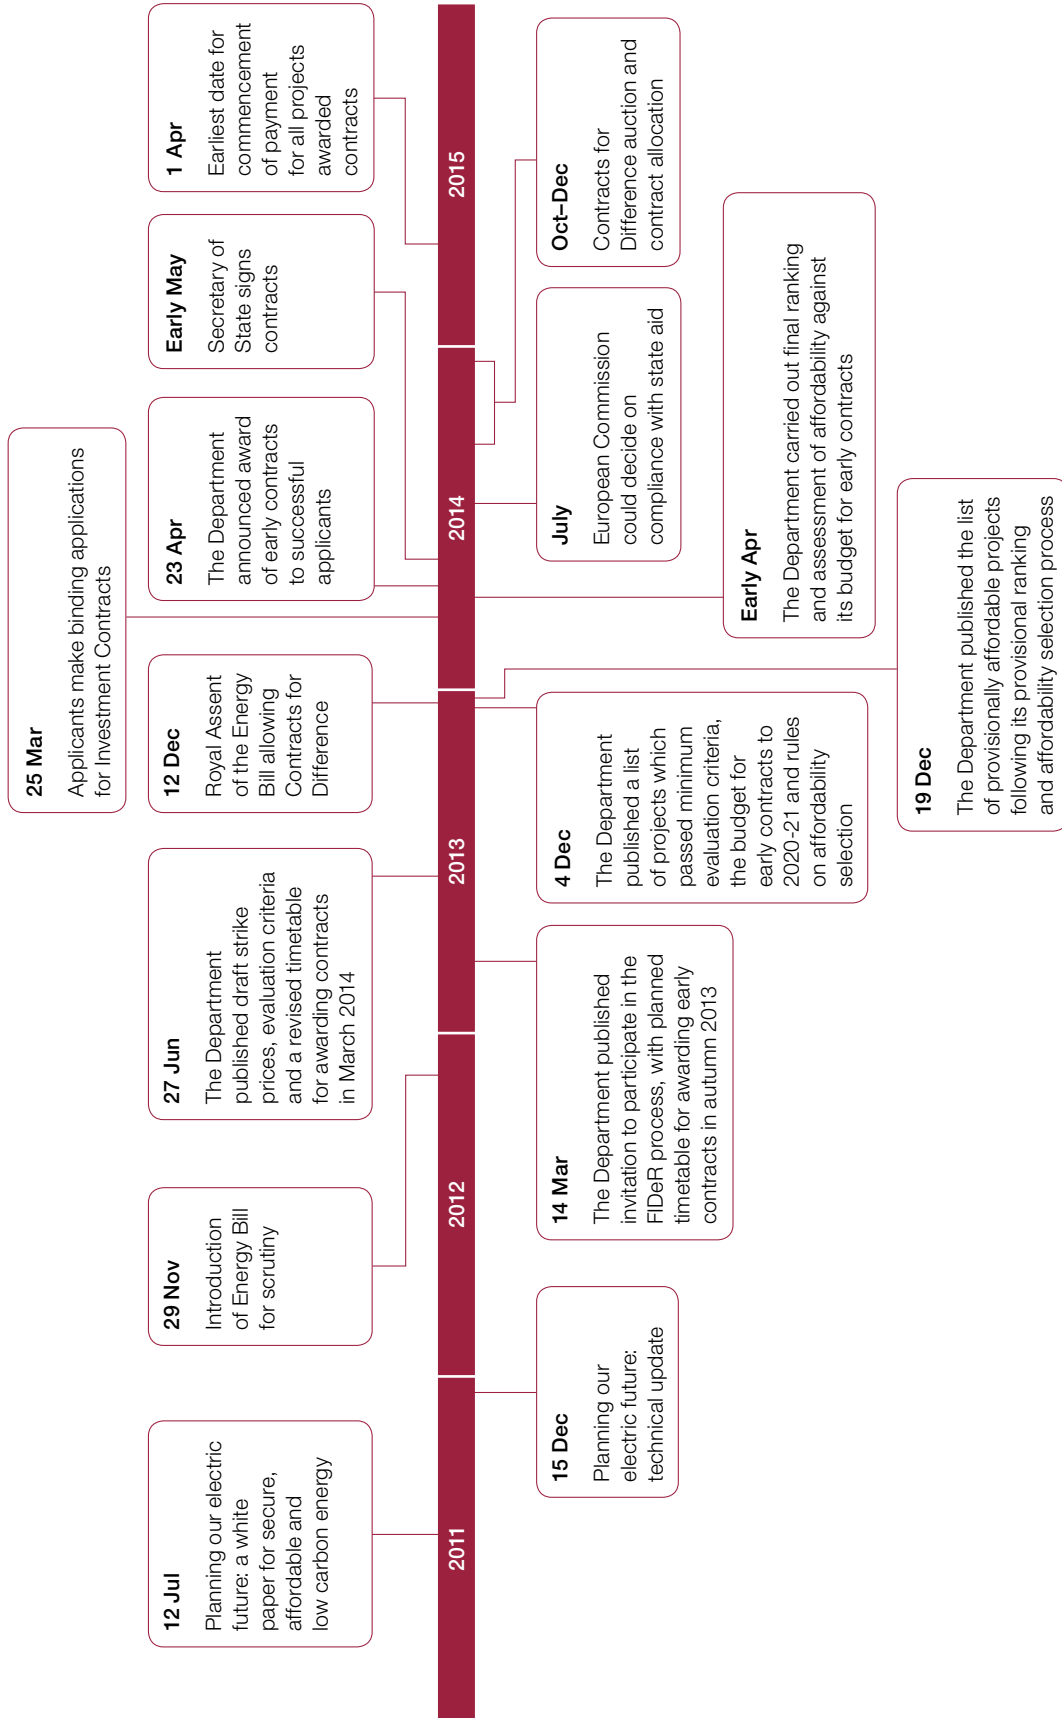 25 Mar
Applicants make binding applications
for Investment Contracts
12 Jul
Planning our electric
future: a white
paper for secure,
affordable and
low carbon energy
29 Nov
Introduction
of Energy Bill
for scrutiny
27 Jun
The Department
published draft strike
prices, evaluation criteria
and a revised timetable
for awarding contracts
in March 2014
12 Dec
Royal Assent
of the Energy
Bill allowing
Contracts for
Difference
23 Apr
The Department
announced award
of early contracts
to successful
applicants
Early May
Secretary of
State signs
contracts
1 Apr
Earliest date for
commencement
of payment
for all projects
awarded
contracts
2011
2012
2013
2014
2015
15 Dec
Planning our
electric future:
technical update
14 Mar
The Department published
invitation to participate in the
FIDeR process, with planned
timetable for awarding early
contracts in autumn 2013
4 Dec
The Department
published a list
of projects which
passed minimum
evaluation criteria,
the budget for
early contracts to
2020-21 and rules
on affordability
selection
July
European Commission
could decide on
compliance with state aid
Oct–Dec
Contracts for
Difference auction and
contract allocation
Early Apr
The Department carried out final ranking
and assessment of affordability against
its budget for early contracts
19 Dec
The Department published the list
of provisionally affordable projects
following its provisional ranking
and affordability selection process